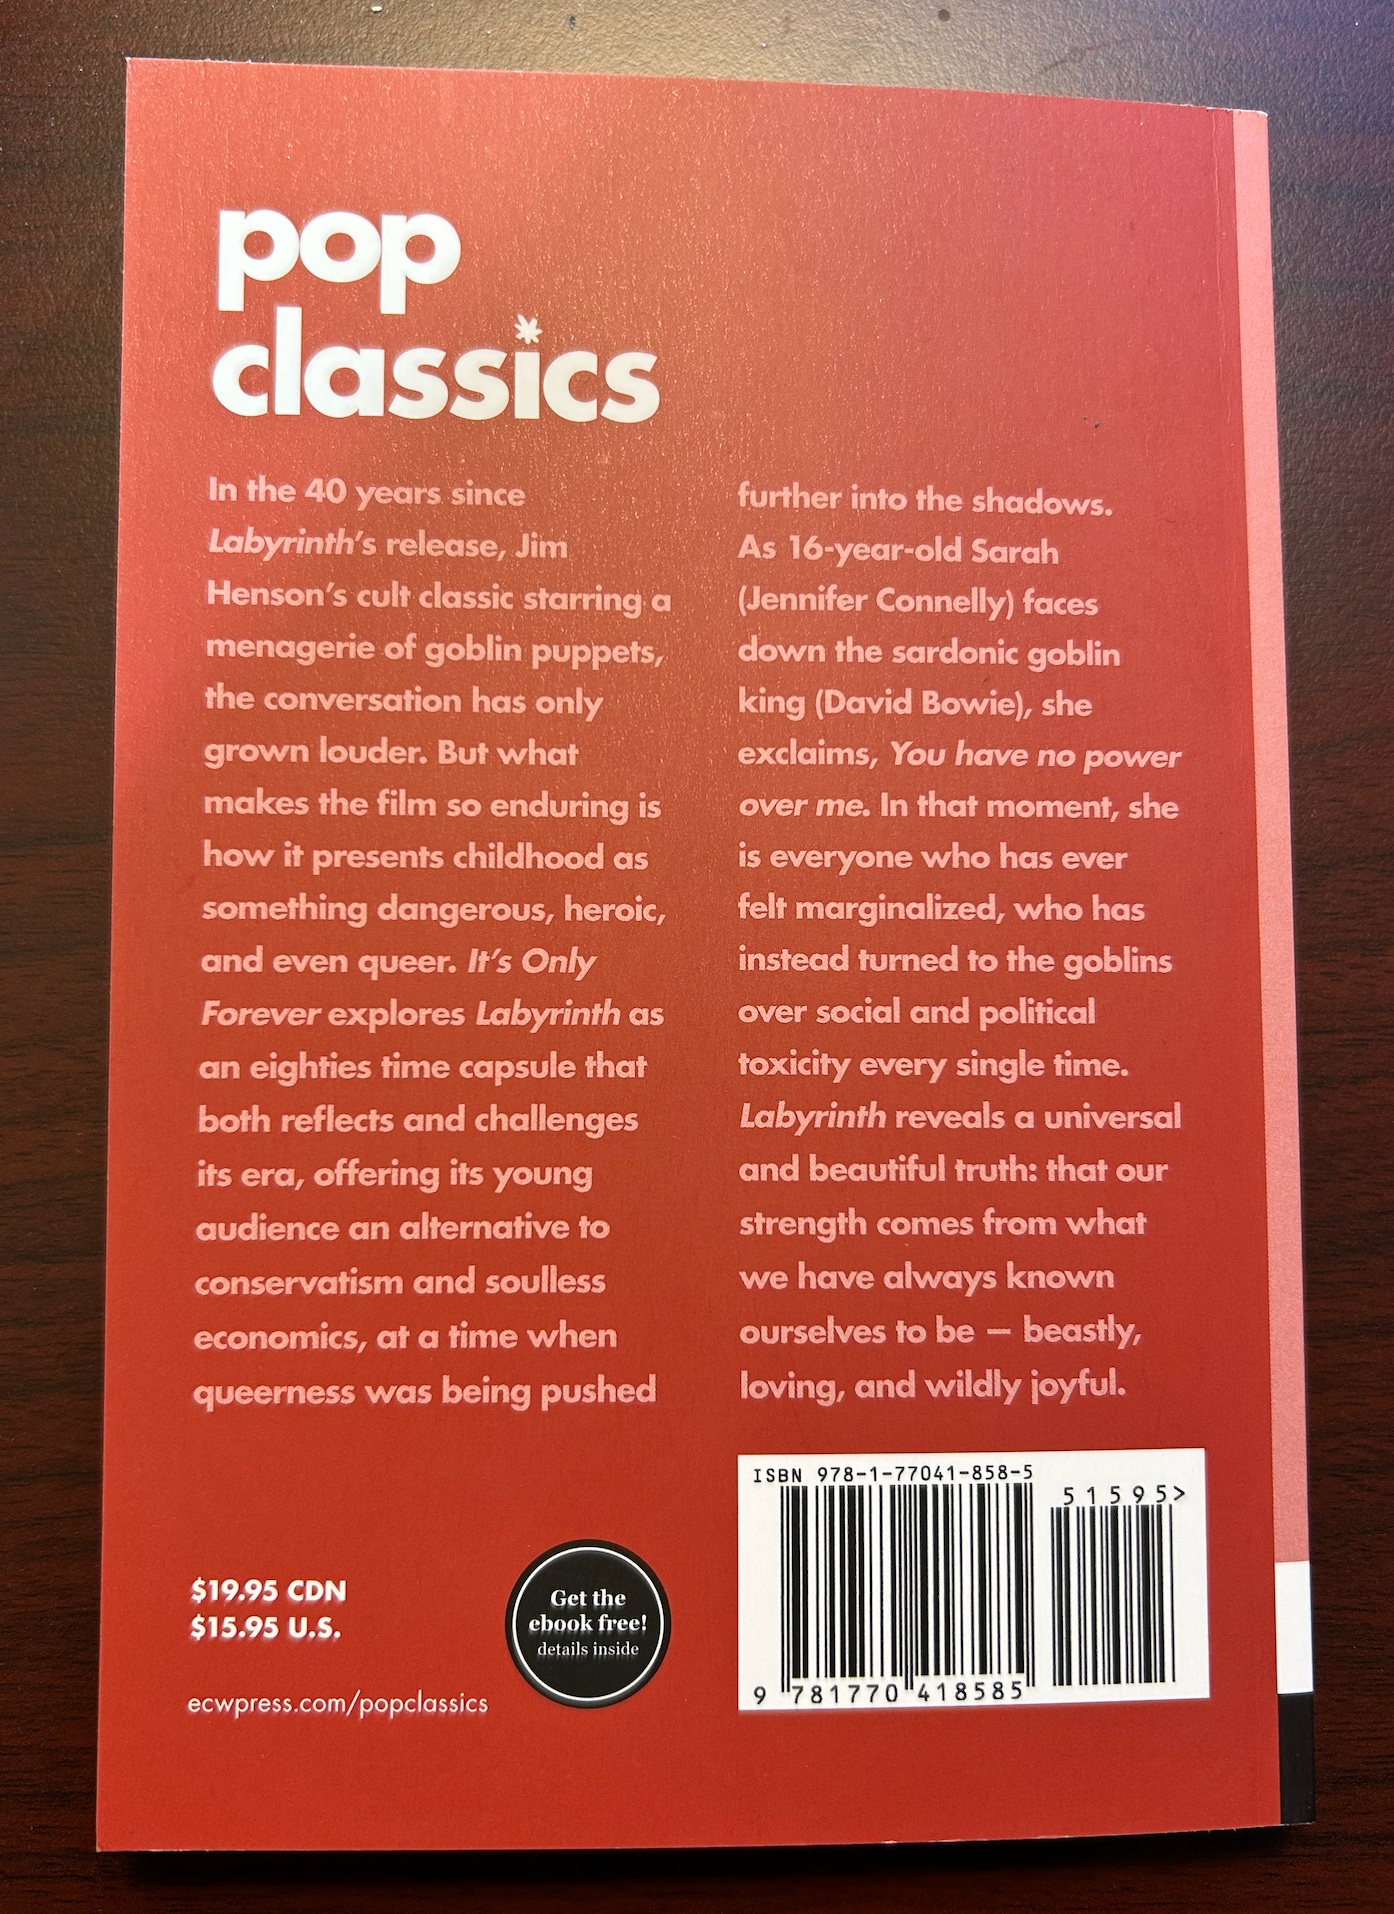 pop
classics
In the 40 years since
Labyrinth's release, Jim
Henson's cult classic starring a
menagerie of goblin puppets,
the conversation has only
grown louder. But what
makes the film so enduring is
how it presents childhood as
something dangerous, heroic,
and even queer. It's Only
Forever explores Labyrinth as
an eighties time capsule that
both reflects and challenges
its era, offering its young
audience an alternative to
conservatism and soulless
economics, at a time when
queerness was being pushed
further into the shadows.
As 16-year-old Sarah
(Jennifer Connelly) faces
down the sardonic goblin
king (David Bowie), she
exclaims, You have no power
over me. In that moment, she
is everyone who has ever
felt marginalized, who has
instead turned to the goblins
over social and political
toxicity every single time.
Labyrinth reveals a universal
and beautiful truth: that our
strength comes from what
we have always known
ourselves to be — beastly,
loving, and wildly joyful.
$19.95 CDN
$15.95 U.S.
ecwpress.com/popclassics
Get the
ebook free!
details inside
ISBN 978-1-77041-858-5
51595>
9 781770 418585